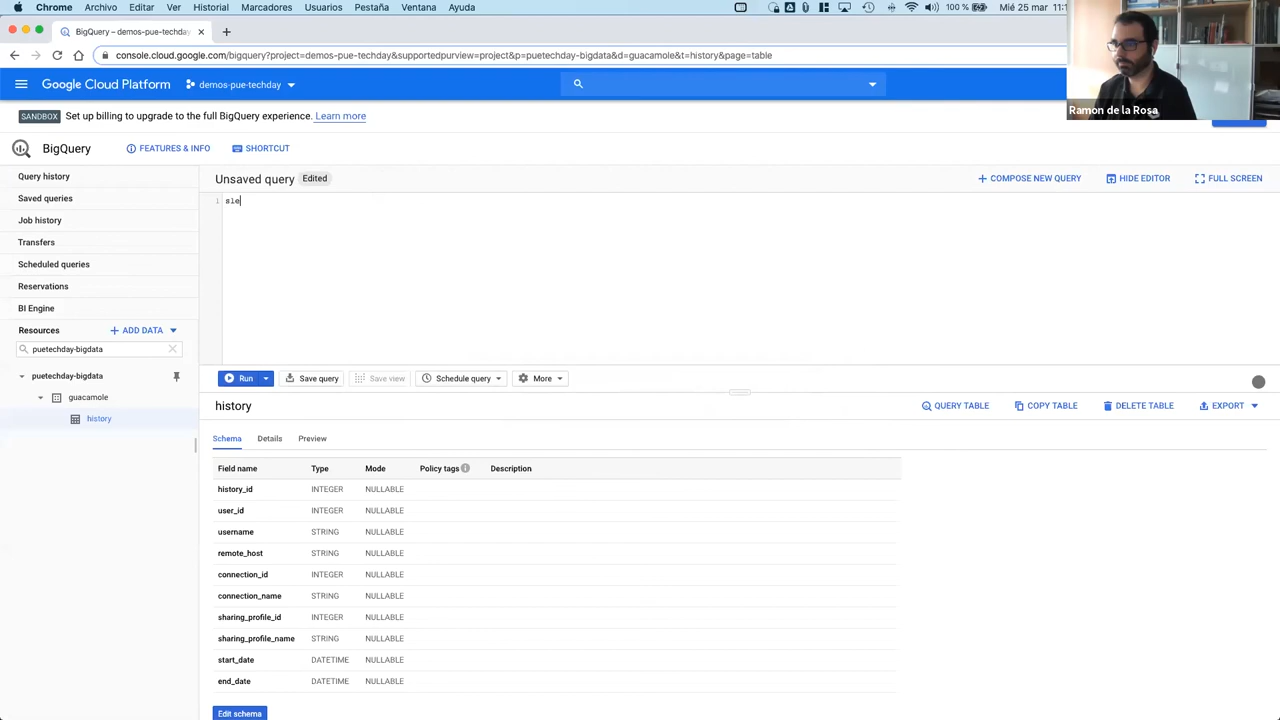 Chrome Archivo Editar Ver Historial Marcadores Usuarios Pestaña Ventana Ayuda 100 % Mié 25 mar 11:1
BigQuery – demos-pue-techday
console.cloud.google.com/bigquery?project=demos-pue-techday&supportedpurview=project&p=puetechday-bigdata&d=guacamole&t=history&page=table
Google Cloud Platform demos-pue-techday
Ramon de la Rosa
SANDBOX Set up billing to upgrade to the full BigQuery experience. Learn more
BigQuery FEATURES & INFO SHORTCUT
Query history
Saved queries
Job history
Transfers
Scheduled queries
Reservations
BI Engine
Resources + ADD DATA
puetechday-bigdata
puetechday-bigdata
guacamole
history
Unsaved query Edited + COMPOSE NEW QUERY HIDE EDITOR FULL SCREEN
1 sle
Run Save query Save view Schedule query More
history QUERY TABLE COPY TABLE DELETE TABLE EXPORT
Schema Details Preview
Field name Type Mode Policy tags Description
history_id INTEGER NULLABLE
user_id INTEGER NULLABLE
username STRING NULLABLE
remote_host STRING NULLABLE
connection_id INTEGER NULLABLE
connection_name STRING NULLABLE
sharing_profile_id INTEGER NULLABLE
sharing_profile_name STRING NULLABLE
start_date DATETIME NULLABLE
end_date DATETIME NULLABLE
Edit schema